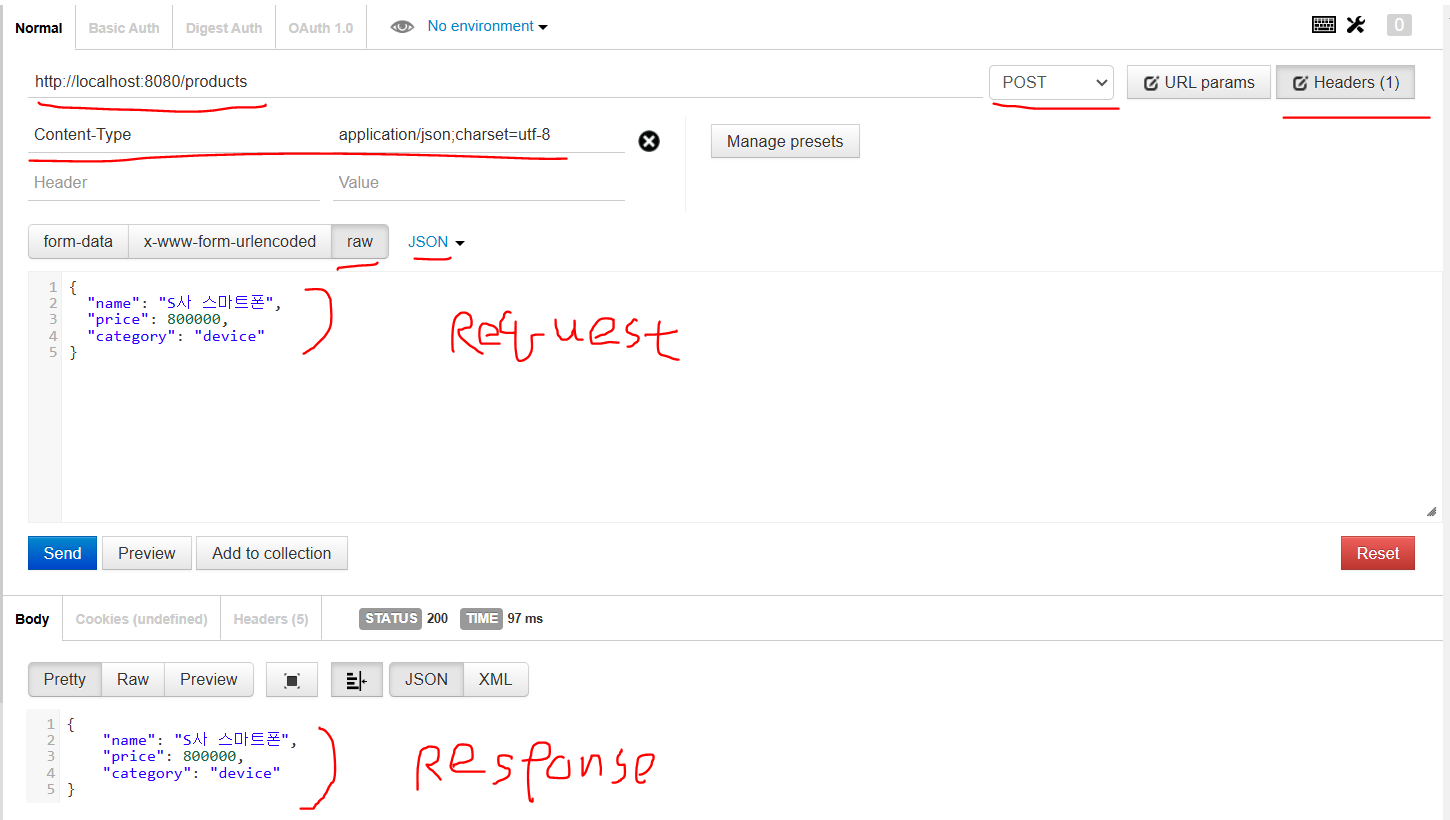 Normal Basic Auth Digest Auth OAuth 1.0 No environment 0
http://localhost:8080/products POST URL params Headers (1)
Content-Type application/json;charset=utf-8 Manage presets
Header Value
form-data x-www-form-urlencoded raw JSON
1 {
2 "name": "S사 스마트폰",
3 "price": 800000,
4 "category": "device"
5 }
Request
Send Preview Add to collection Reset
Body Cookies (undefined) Headers (5) STATUS 200 TIME 97 ms
Pretty Raw Preview JSON XML
1 {
2 "name": "S사 스마트폰",
3 "price": 800000,
4 "category": "device"
5 }
Response